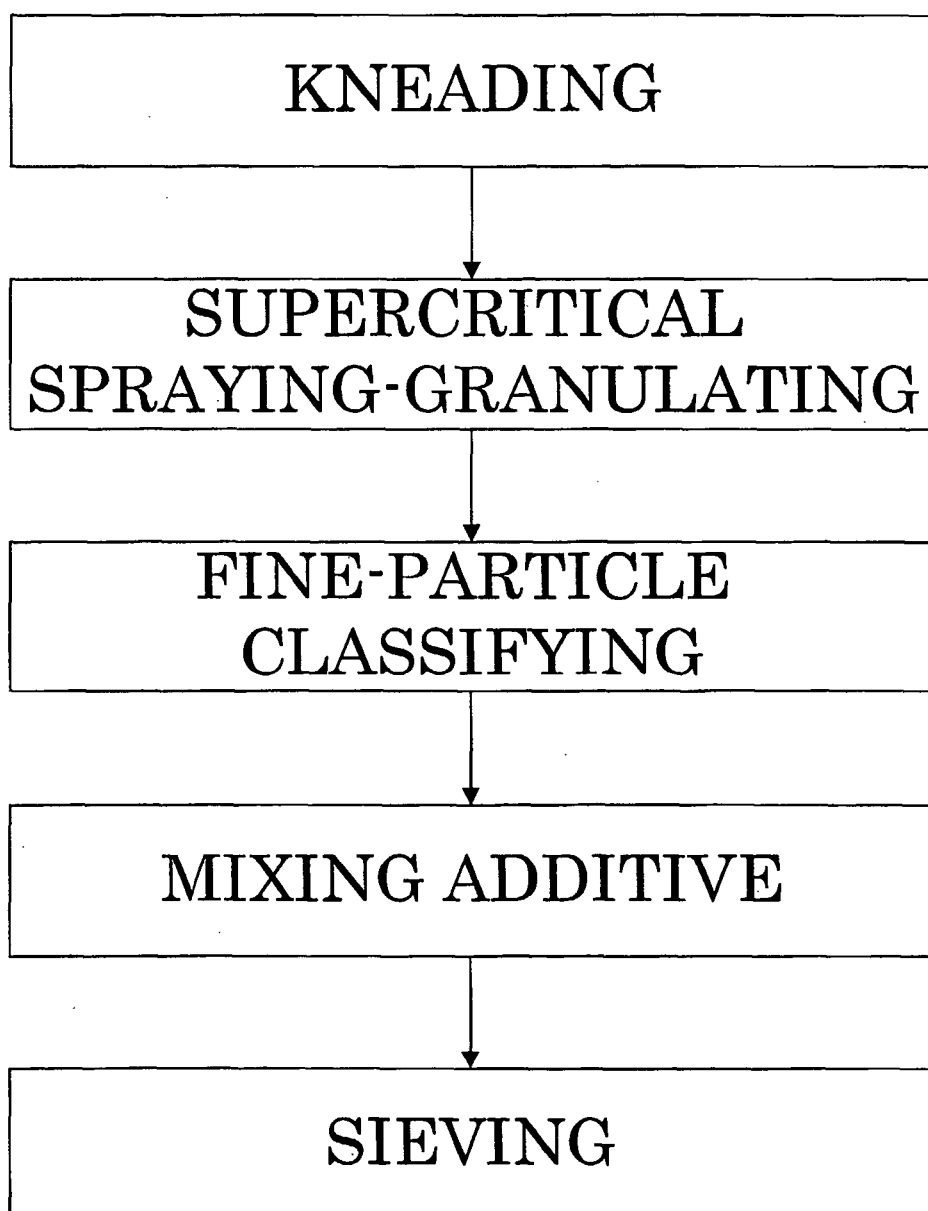 KNEADING
SUPERCRITICAL
SPRAYING-GRANULATING
FINE-PARTICLE
CLASSIFYING
MIXING ADDITIVE
SIEVING